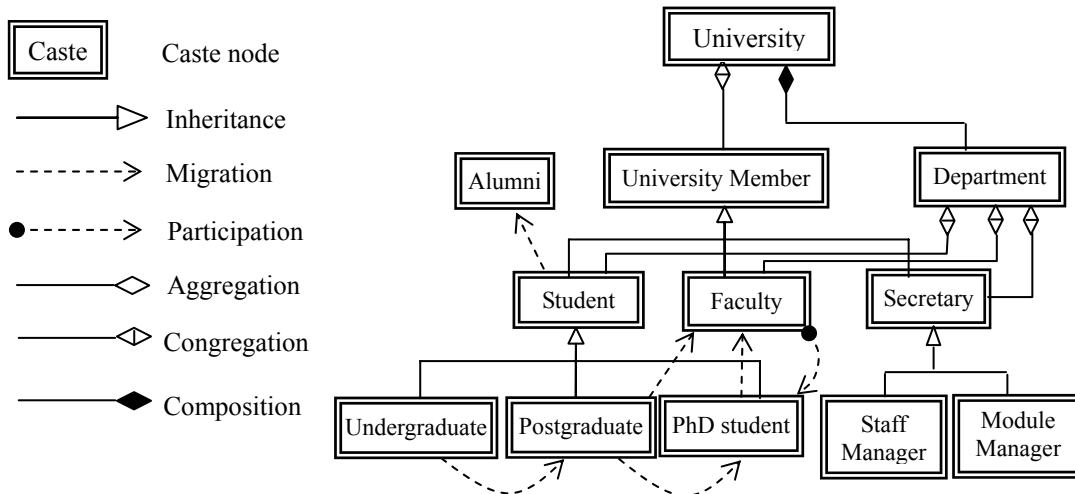 Caste
Caste node
Inheritance
Migration
Participation
Aggregation
Congregation
Composition
University
Alumni
University Member
Department
Student
Faculty
Secretary
Undergraduate
Postgraduate
PhD student
Staff
Manager
Module
Manager